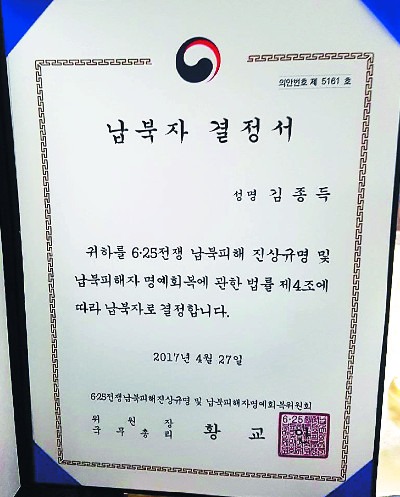 의안번호 제 5161 호
납북자 결정서
성명 김종득
귀하를 6·25전쟁 납북피해 진상규명 및
납북피해자 명예회복에 관한 법률 제4조에
따라 납북자로 결정합니다.
2017년 4월 27일
6·25전쟁납북피해진상규명 및 납북피해자명예회복위원회
위원장
국무총리 황교안